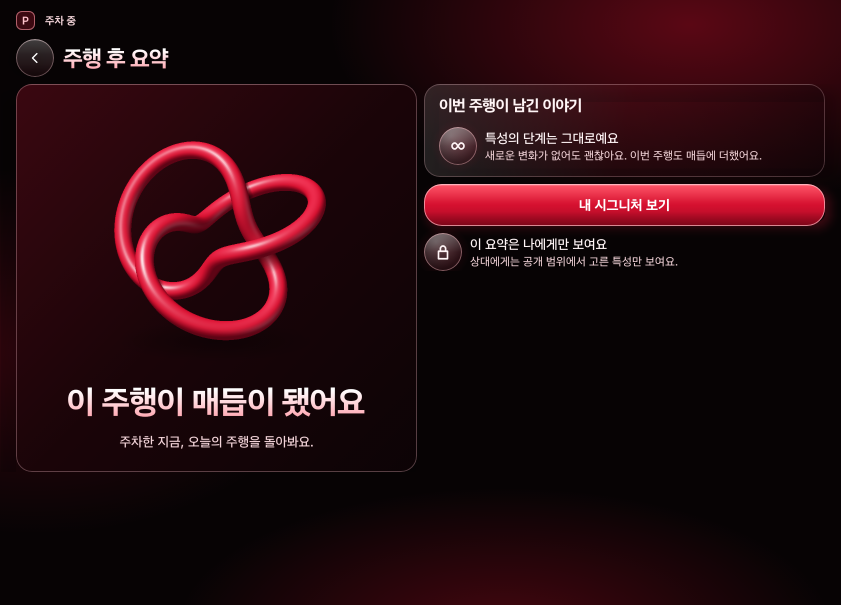 P 주차 중
주행 후 요약
이 주행이 매듭이 됐어요
주차한 지금, 오늘의 주행을 돌아봐요.
이번 주행이 남긴 이야기
특성의 단계는 그대로예요
새로운 변화가 없어도 괜찮아요. 이번 주행도 매듭에 더했어요.
내 시그니처 보기
이 요약은 나에게만 보여요
상대에게는 공개 범위에서 고른 특성만 보여요.